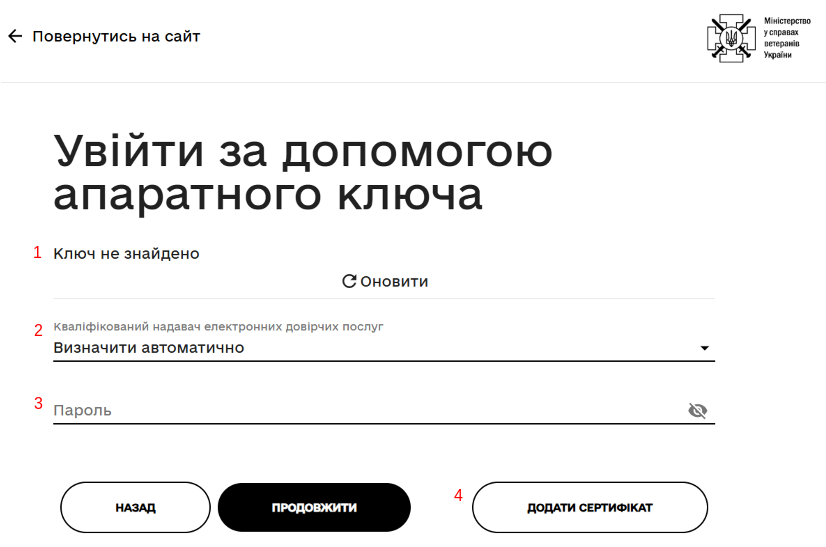 Повернутись на сайт
Міністерство
у справах
ветеранів
України
Увійти за допомогою
апаратного ключа
1 Ключ не знайдено
Оновити
2 Кваліфікований надавач електронних довірчих послуг
Визначити автоматично
3 Пароль
НАЗАД ПРОДОВЖИТИ 4 ДОДАТИ СЕРТИФІКАТ